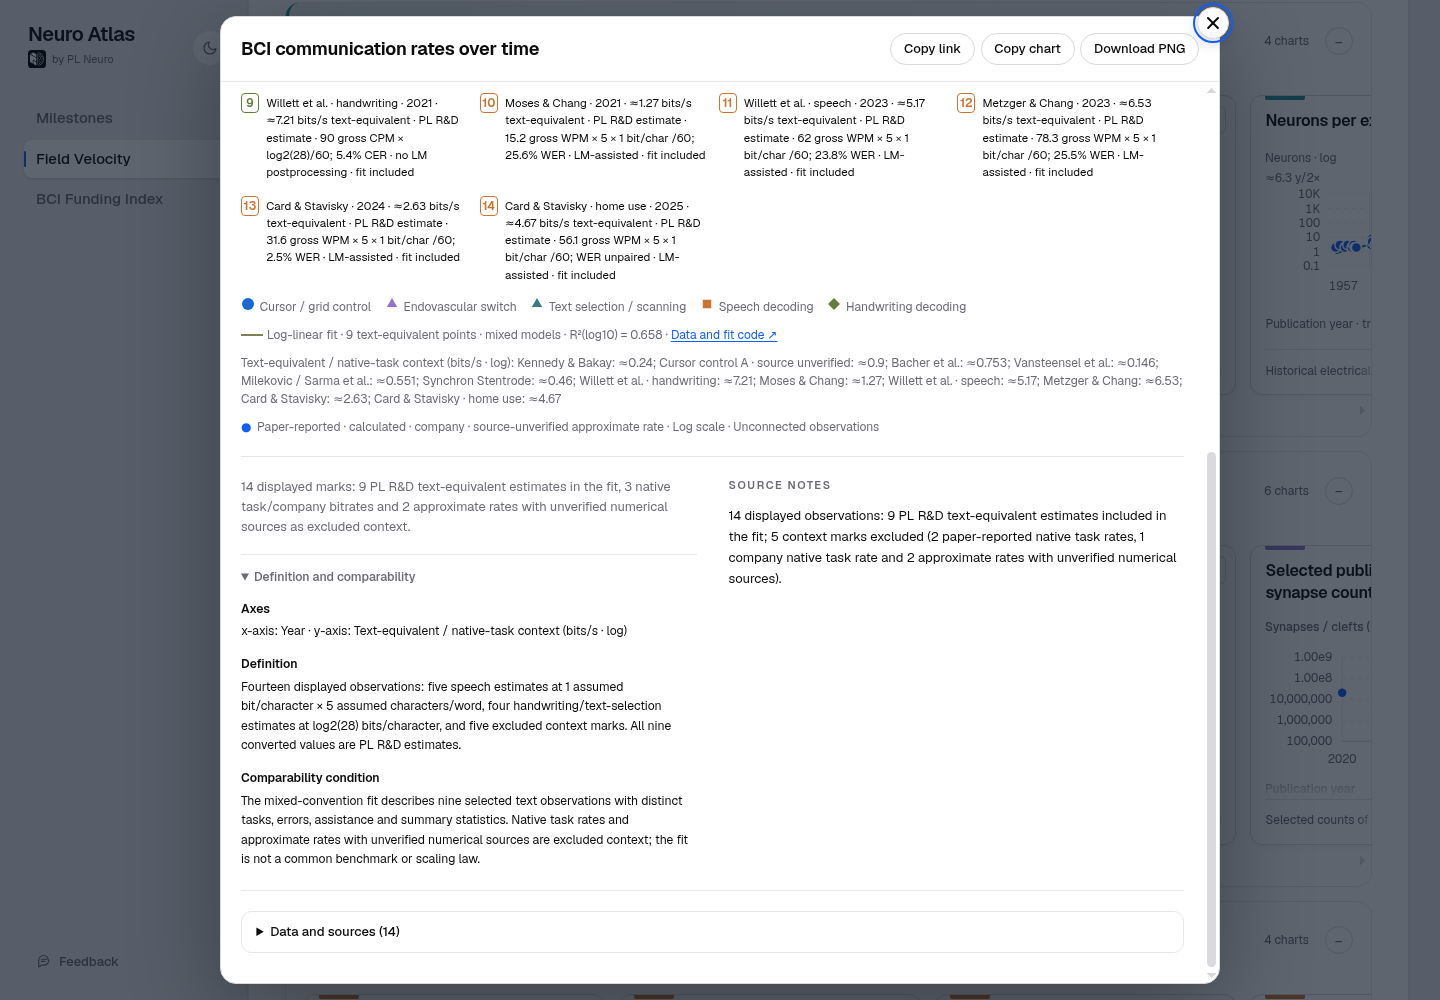 Neuro Atlas
by PL Neuro
Milestones
Field Velocity
BCI Funding Index
Feedback
BCI communication rates over time
Copy link
Copy chart
Download PNG
9
Willett et al. · handwriting · 2021 ·
≈7.21 bits/s text-equivalent · PL R&D
estimate · 90 gross CPM ×
log2(28)/60; 5.4% CER · no LM
postprocessing · fit included
10
Moses & Chang · 2021 · ≈1.27 bits/s
text-equivalent · PL R&D estimate ·
15.2 gross WPM × 5 × 1 bit/char /60;
25.6% WER · LM-assisted · fit included
11
Willett et al. · speech · 2023 · ≈5.17
bits/s text-equivalent · PL R&D
estimate · 62 gross WPM × 5 × 1
bit/char /60; 23.8% WER · LM-
assisted · fit included
12
Metzger & Chang · 2023 · ≈6.53
bits/s text-equivalent · PL R&D
estimate · 78.3 gross WPM × 5 × 1
bit/char /60; 25.5% WER · LM-
assisted · fit included
13
Card & Stavisky · 2024 · ≈2.63 bits/s
text-equivalent · PL R&D estimate ·
31.6 gross WPM × 5 × 1 bit/char /60;
2.5% WER · LM-assisted · fit included
14
Card & Stavisky · home use · 2025 ·
≈4.67 bits/s text-equivalent · PL R&D
estimate · 56.1 gross WPM × 5 × 1
bit/char /60; WER unpaired · LM-
assisted · fit included
Cursor / grid control
Endovascular switch
Text selection / scanning
Speech decoding
Handwriting decoding
Log-linear fit · 9 text-equivalent points · mixed models · R²(log10) = 0.658 · Data and fit code ↗
Text-equivalent / native-task context (bits/s · log): Kennedy & Bakay: ≈0.24; Cursor control A · source unverified: ≈0.9; Bacher et al.: ≈0.753; Vansteensel et al.: ≈0.146;
Milekovic / Sarma et al.: ≈0.551; Synchron Stentrode: ≈0.46; Willett et al. · handwriting: ≈7.21; Moses & Chang: ≈1.27; Willett et al. · speech: ≈5.17; Metzger & Chang: ≈6.53;
Card & Stavisky: ≈2.63; Card & Stavisky · home use: ≈4.67
Paper-reported · calculated · company · source-unverified approximate rate · Log scale · Unconnected observations
14 displayed marks: 9 PL R&D text-equivalent estimates in the fit, 3 native
task/company bitrates and 2 approximate rates with unverified numerical
sources as excluded context.
▼ Definition and comparability
Axes
x-axis: Year · y-axis: Text-equivalent / native-task context (bits/s · log)
Definition
Fourteen displayed observations: five speech estimates at 1 assumed
bit/character × 5 assumed characters/word, four handwriting/text-selection
estimates at log2(28) bits/character, and five excluded context marks. All nine
converted values are PL R&D estimates.
Comparability condition
The mixed-convention fit describes nine selected text observations with distinct
tasks, errors, assistance and summary statistics. Native task rates and
approximate rates with unverified numerical sources are excluded context; the fit
is not a common benchmark or scaling law.
SOURCE NOTES
14 displayed observations: 9 PL R&D text-equivalent estimates included in
the fit; 5 context marks excluded (2 paper-reported native task rates, 1
company native task rate and 2 approximate rates with unverified numerical
sources).
▶ Data and sources (14)
4 charts
Neurons per e
Neurons · log
≈6.3 y/2×
10K
1K
100
10
1
0.1
1957
Publication year · tr
Historical electrical
6 charts
Selected publi
synapse count
Synapses / clefts (
1.00e9
1.00e8
10,000,000
1,000,000
100,000
2020
Publication year
Selected counts of
4 charts